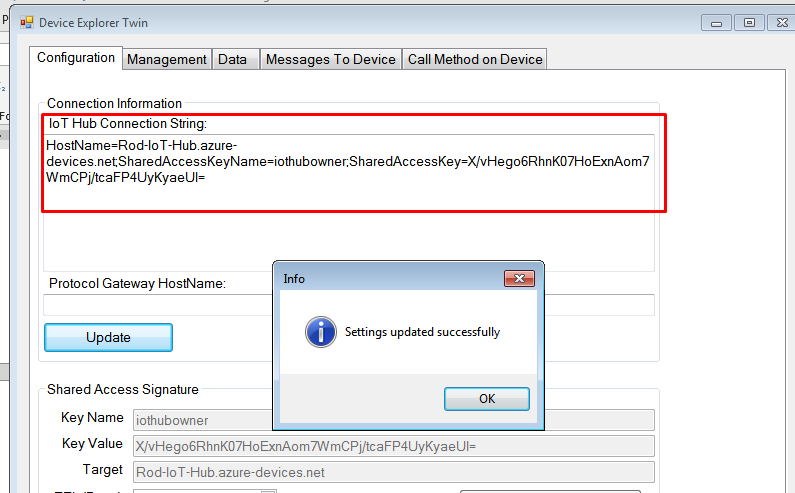 Device Explorer Twin
Configuration
Management
Data
Messages To Device
Call Method on Device
Connection Information
IoT Hub Connection String:
HostName=Rod-IoT-Hub.azure-
devices.net;SharedAccessKeyName=iothubowner;SharedAccessKey=X/vHego6RhnK07HoExnAom7
WmCPj/tcaFP4UyKyaeUI=
Protocol Gateway HostName:
Update
Info
Settings updated successfully
OK
Shared Access Signature
Key Name
iothubowner
Key Value
X/vHego6RhnK07HoExnAom7WmCPj/tcaFP4UyKyaeUI=
Target
Rod-IoT-Hub.azure-devices.net